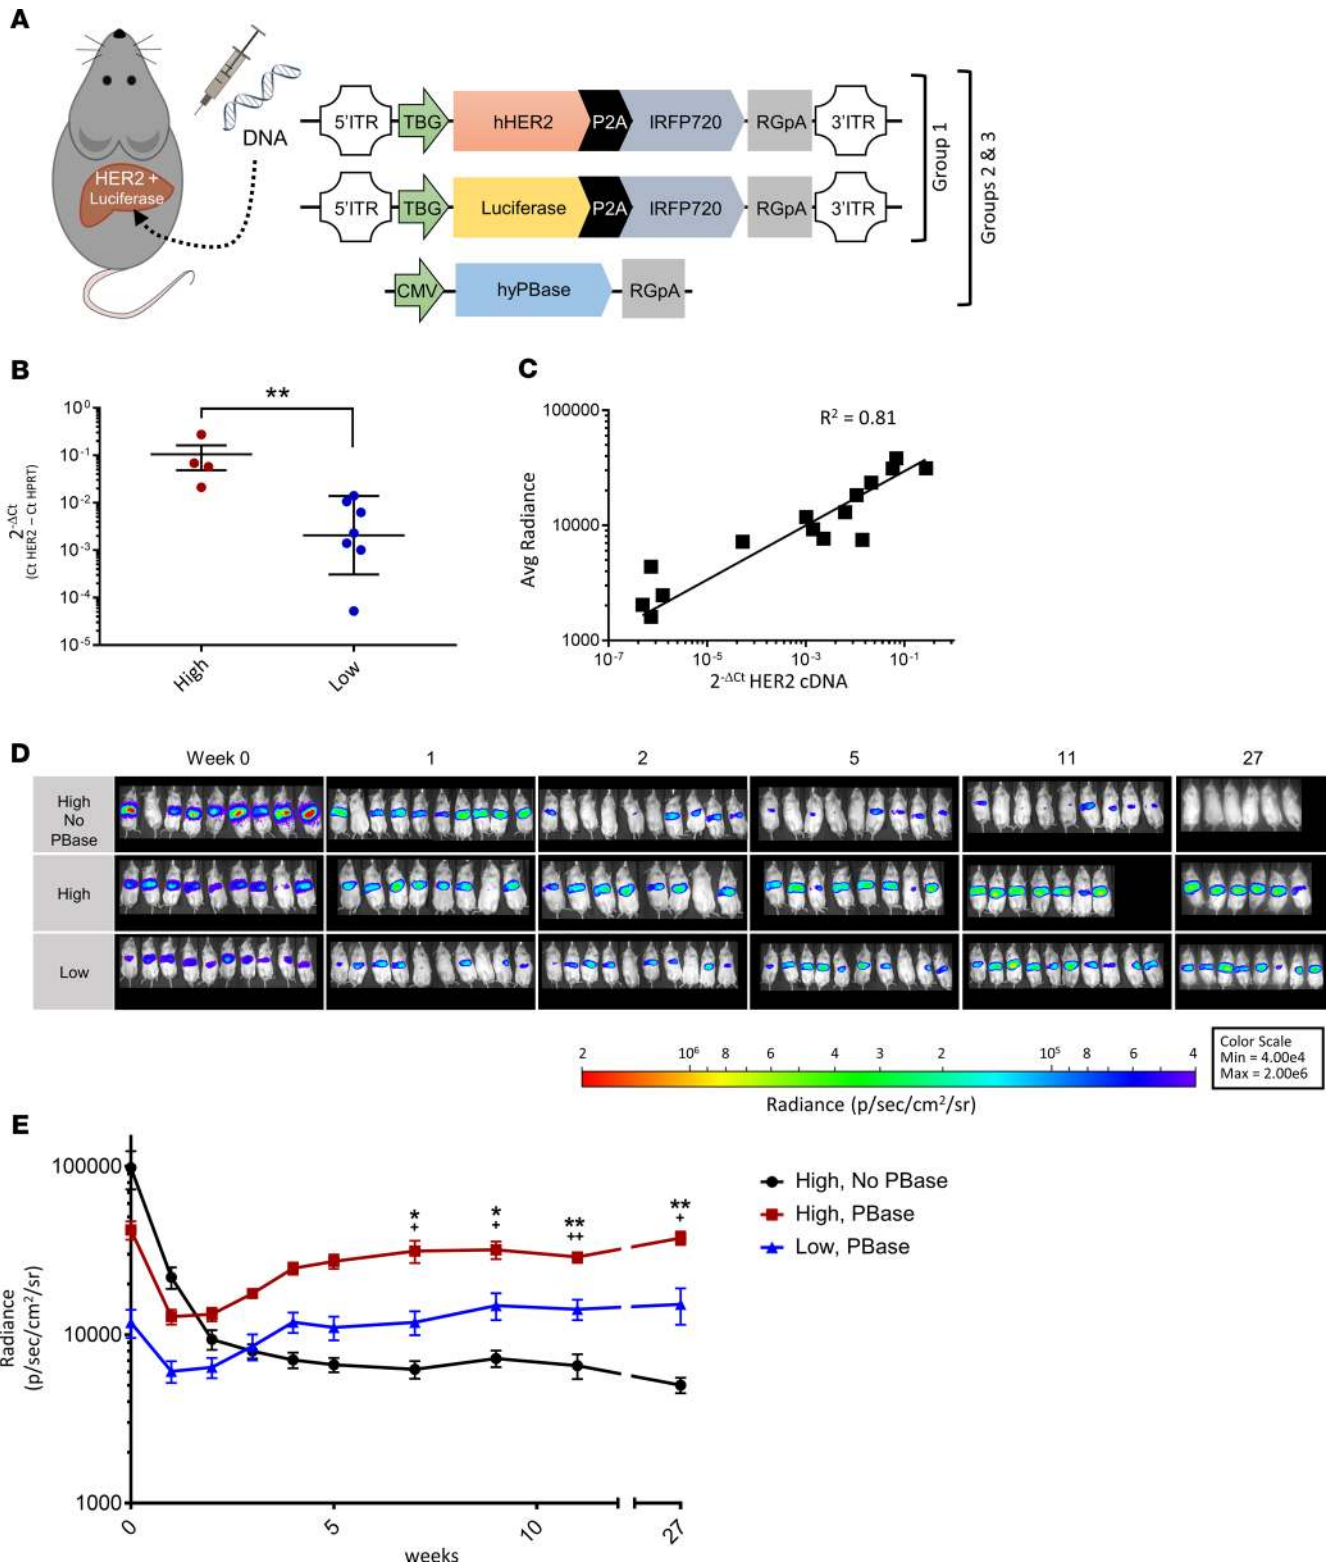 A
DNA
HER2 +
Luciferase
5'ITR TBG hHER2 P2A IRFP720 RGpA 3'ITR
5'ITR TBG Luciferase P2A IRFP720 RGpA 3'ITR
CMV hyPBase RGpA
Group 1
Groups 2 & 3
B
**
10⁰
10⁻¹
10⁻²
10⁻³
10⁻⁴
10⁻⁵
2^-ΔCt
(Ct HER2 – Ct HPRT)
High
Low
C
R² = 0.81
100000
10000
1000
Avg Radiance
10⁻⁷ 10⁻⁵ 10⁻³ 10⁻¹
2^-ΔCt HER2 cDNA
D
Week 0 1 2 5 11 27
High
No
PBase
High
Low
2 10⁶ 8 6 4 3 2 10⁵ 8 6 4
Radiance (p/sec/cm²/sr)
Color Scale
Min = 4.00e4
Max = 2.00e6
E
100000
10000
1000
Radiance
(p/sec/cm²/sr)
* * ** **
+ + ++ +
0 5 10 27
weeks
High, No PBase
High, PBase
Low, PBase